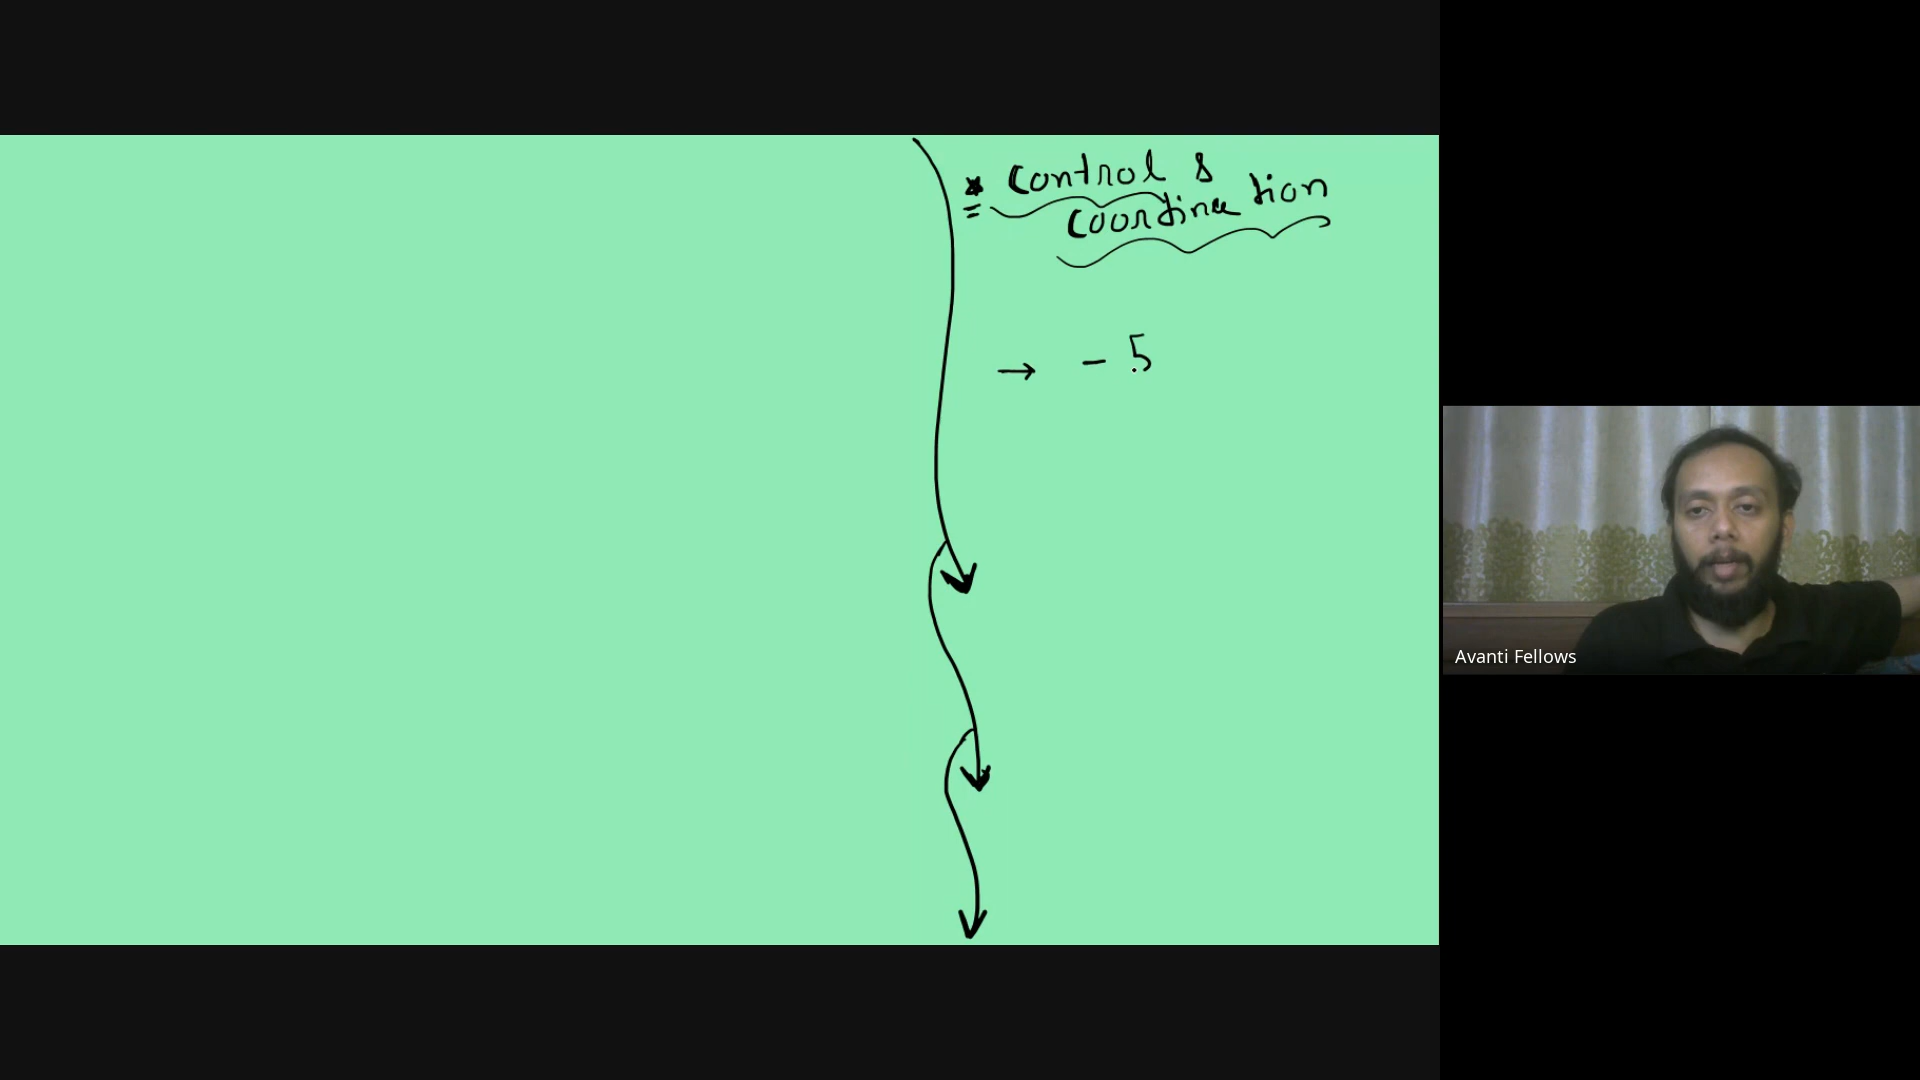 * Control &
Coordination
→ - 5
Avanti Fellows